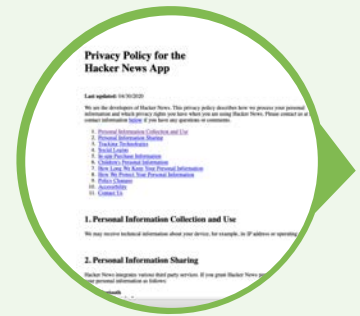 Privacy Policy for the
Hacker News App
Last updated: 04/30/2020
We are the developers of Hacker News. This privacy policy describes how we process your personal
information and which privacy rights you have when you are using Hacker News. Please contact us at
contact information below if you have any questions or comments.
1. Personal Information Collection and Use
2. Personal Information Sharing
3. Tracking Technologies
4. Social Logins
5. In-app Purchase Information
6. Children's Personal Information
7. How Long We Keep Your Personal Information
8. How We Protect Your Personal Information
9. Policy Changes
10. Accessibility
11. Contact Us
1. Personal Information Collection and Use
We may receive technical information about your device, for example, its IP address or operating
2. Personal Information Sharing
Hacker News integrates various third party services. If you grant Hacker News
your personal information as follows: